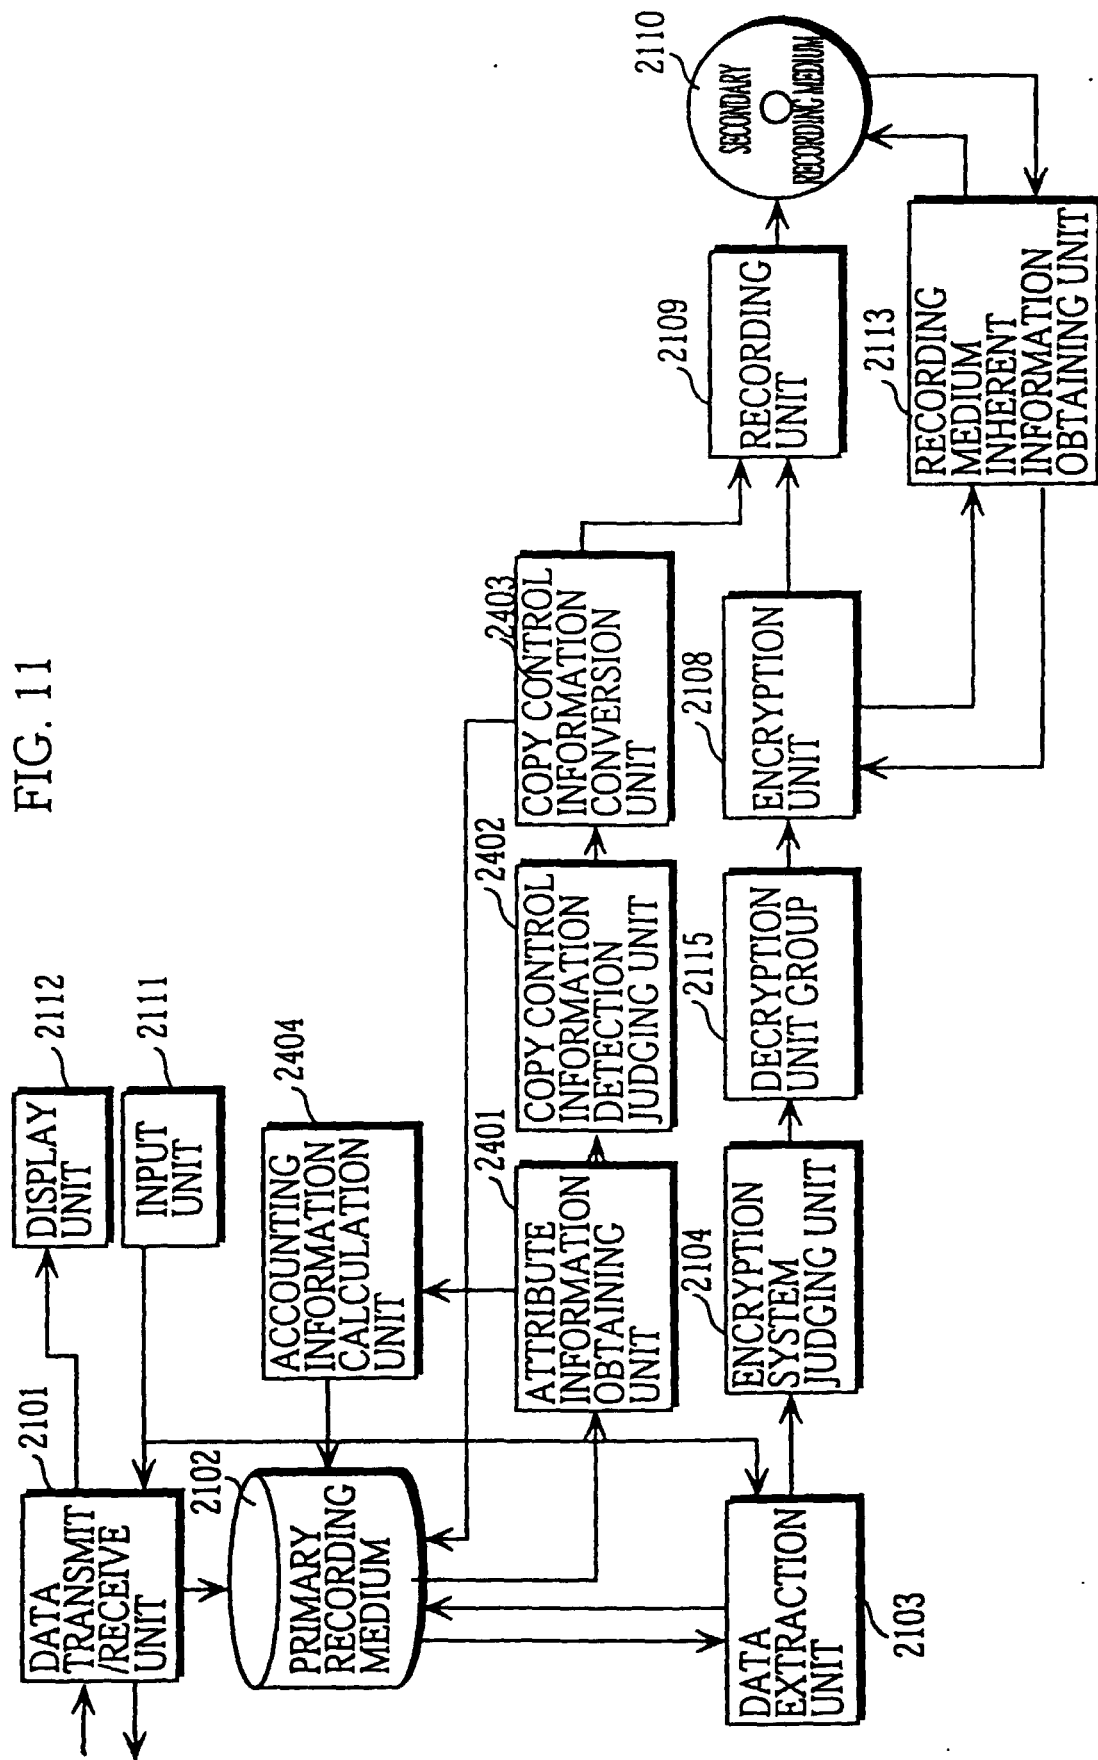 FIG. 11
2101
DATA
TRANSMIT
/RECEIVE
UNIT
2112
DISPLAY
UNIT
2111
INPUT
UNIT
2102
PRIMARY
RECORDING
MEDIUM
2404
ACCOUNTING
INFORMATION
CALCULATION
UNIT
2401
ATTRIBUTE
INFORMATION
OBTAINING
UNIT
2402
COPY CONTROL
INFORMATION
DETECTION
JUDGING UNIT
2403
COPY CONTROL
INFORMATION
CONVERSION
UNIT
2103
DATA
EXTRACTION
UNIT
2104
ENCRYPTION
SYSTEM
JUDGING UNIT
2115
DECRYPTION
UNIT GROUP
2108
ENCRYPTION
UNIT
2109
RECORDING
UNIT
2110
SECONDARY
RECORDING MEDIUM
2113
RECORDING
MEDIUM
INHERENT
INFORMATION
OBTAINING UNIT